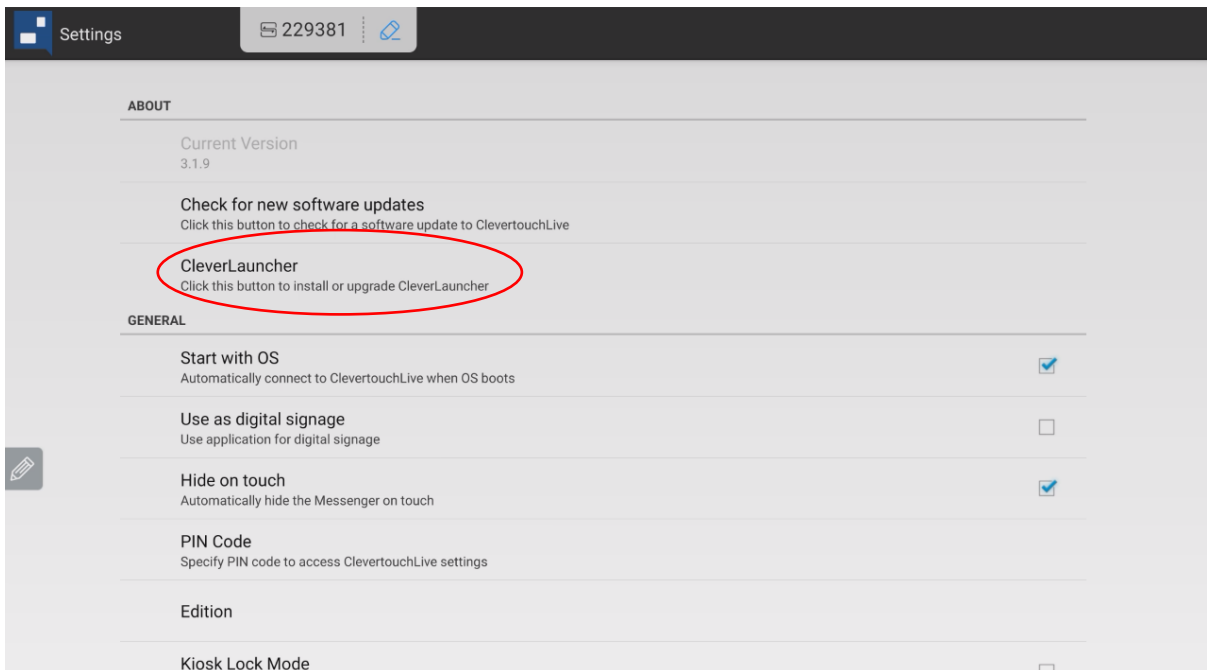 Settings
229381
ABOUT
Current Version
3.1.9
Check for new software updates
Click this button to check for a software update to ClevertouchLive
CleverLauncher
Click this button to install or upgrade CleverLauncher
GENERAL
Start with OS
Automatically connect to ClevertouchLive when OS boots
Use as digital signage
Use application for digital signage
Hide on touch
Automatically hide the Messenger on touch
PIN Code
Specify PIN code to access ClevertouchLive settings
Edition
Kiosk Lock Mode